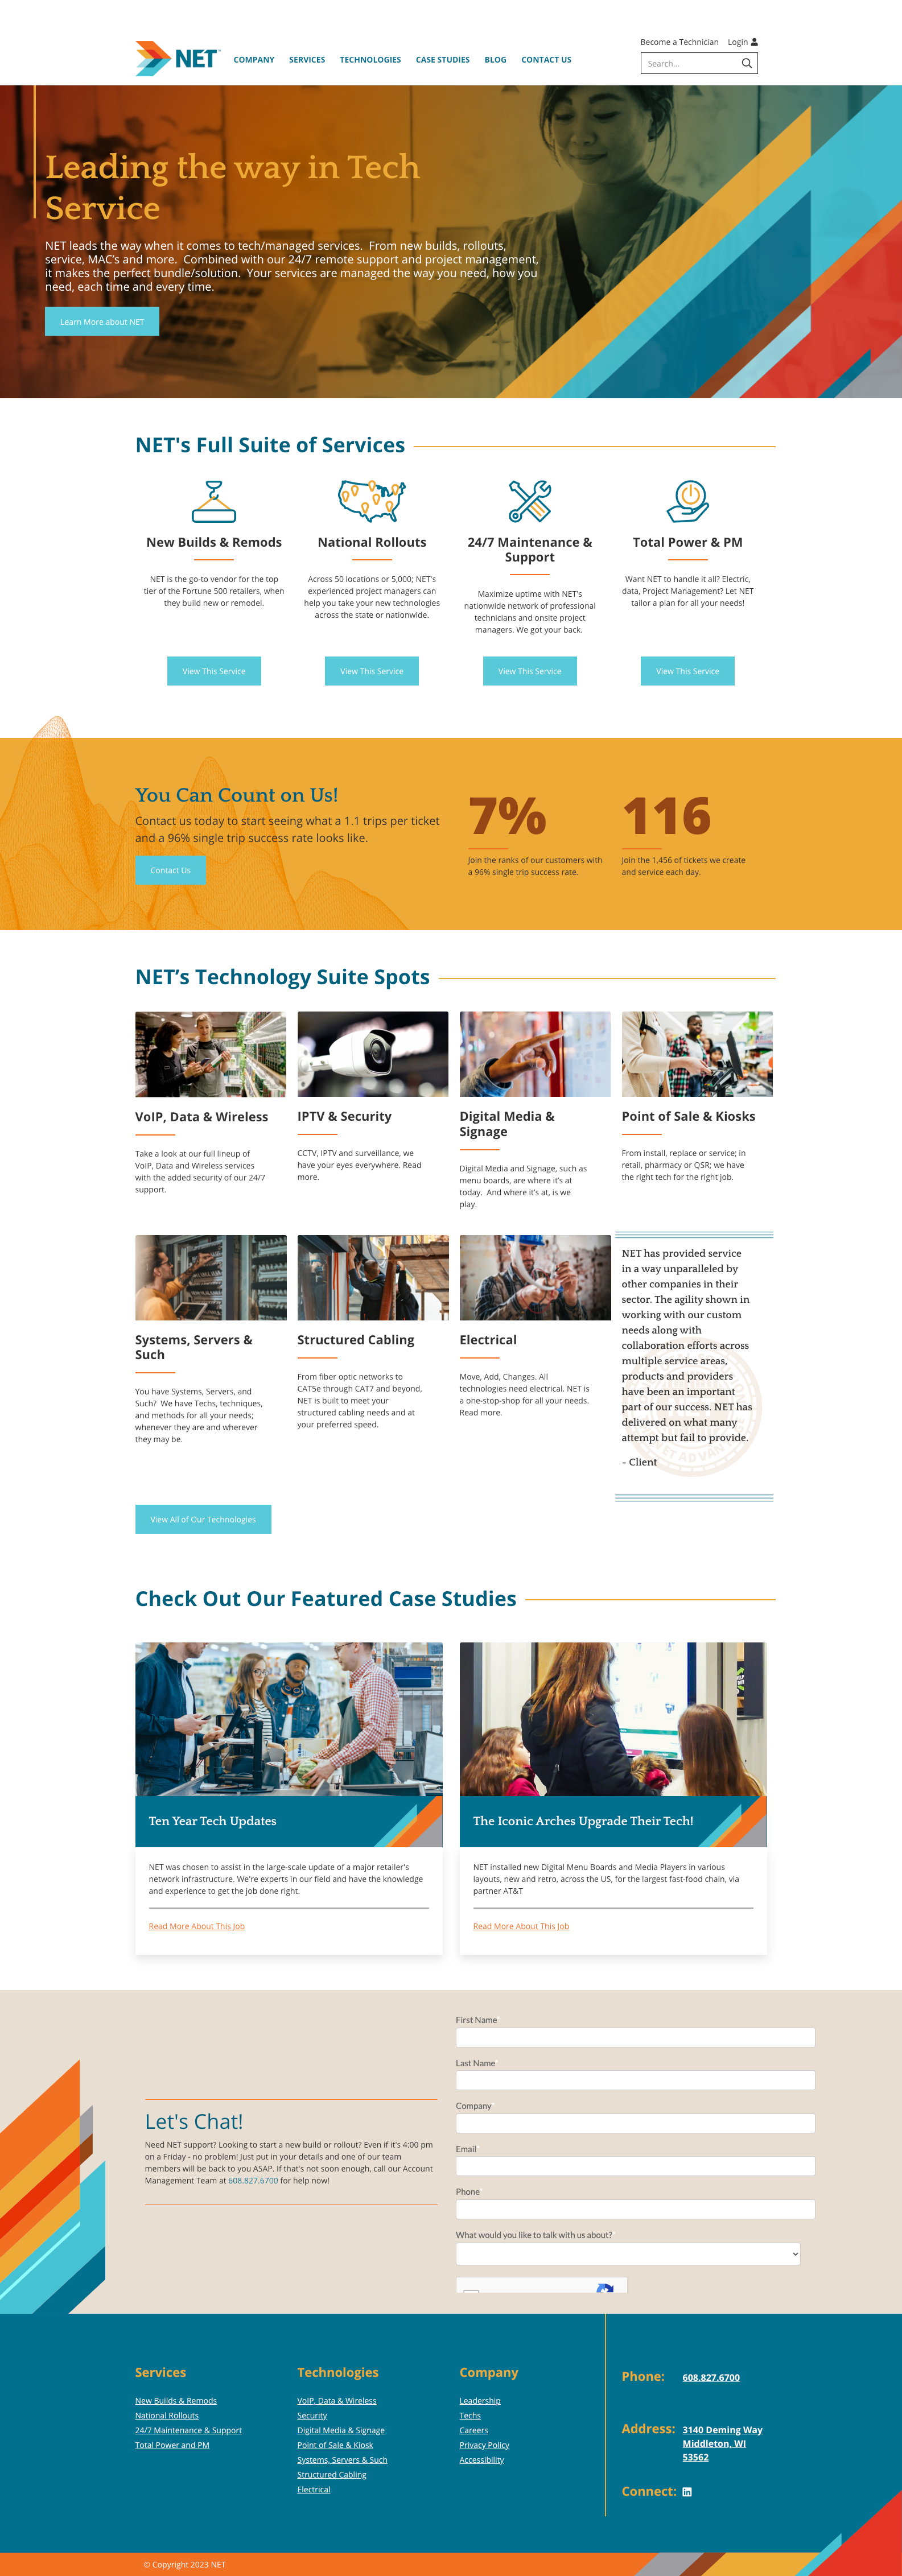 Become a Technician Login
NET
COMPANY SERVICES TECHNOLOGIES CASE STUDIES BLOG CONTACT US
Search...
Leading the way in Tech
Service
NET leads the way when it comes to tech/managed services. From new builds, rollouts,
service, MAC's and more. Combined with our 24/7 remote support and project management,
it makes the perfect bundle/solution. Your services are managed the way you need, how you
need, each time and every time.
Learn More about NET
NET's Full Suite of Services
New Builds & Remods
NET is the go-to vendor for the top
tier of the Fortune 500 retailers, when
they build new or remodel.
View This Service
National Rollouts
Across 50 locations or 5,000; NET's
experienced project managers can
help you take your new technologies
across the state or nationwide.
View This Service
24/7 Maintenance &
Support
Maximize uptime with NET's
nationwide network of professional
technicians and onsite project
managers. We got your back.
View This Service
Total Power & PM
Want NET to handle it all? Electric,
data, Project Management? Let NET
tailor a plan for all your needs!
View This Service
You Can Count on Us!
Contact us today to start seeing what a 1.1 trips per ticket
and a 96% single trip success rate looks like.
Contact Us
7%
Join the ranks of our customers with
a 96% single trip success rate.
116
Join the 1,456 of tickets we create
and service each day.
NET’s Technology Suite Spots
VoIP, Data & Wireless
Take a look at our full lineup of
VoIP, Data and Wireless services
with the added security of our 24/7
support.
IPTV & Security
CCTV, IPTV and surveillance, we
have your eyes everywhere. Read
more.
Digital Media &
Signage
Digital Media and Signage, such as
menu boards, are where it’s at
today. And where it’s at, is we
play.
Point of Sale & Kiosks
From install, replace or service; in
retail, pharmacy or QSR; we have
the right tech for the right job.
Systems, Servers &
Such
You have Systems, Servers, and
Such? We have Techs, techniques,
and methods for all your needs;
whenever they are and wherever
they may be.
Structured Cabling
From fiber optic networks to
CAT5e through CAT7 and beyond,
NET is built to meet your
structured cabling needs and at
your preferred speed.
Electrical
Move, Add, Changes. All
technologies need electrical. NET is
a one-stop-shop for all your needs.
Read more.
NET has provided service
in a way unparalleled by
other companies in their
sector. The agility shown in
working with our custom
needs along with
collaboration efforts across
multiple service areas,
products and providers
have been an important
part of our success. NET has
delivered on what many
attempt but fail to provide.
- Client
View All of Our Technologies
Check Out Our Featured Case Studies
Ten Year Tech Updates
NET was chosen to assist in the large-scale update of a major retailer's
network infrastructure. We're experts in our field and have the knowledge
and experience to get the job done right.
Read More About This Job
The Iconic Arches Upgrade Their Tech!
NET installed new Digital Menu Boards and Media Players in various
layouts, new and retro, across the US, for the largest fast-food chain, via
partner AT&T
Read More About This Job
Let's Chat!
Need NET support? Looking to start a new build or rollout? Even if it's 4:00 pm
on a Friday - no problem! Just put in your details and one of our team
members will be back to you ASAP. If that's not soon enough, call our Account
Management Team at 608.827.6700 for help now!
First Name
Last Name
Company
Email
Phone
What would you like to talk with us about?
Services
New Builds & Remods
National Rollouts
24/7 Maintenance & Support
Total Power and PM
Technologies
VoIP, Data & Wireless
Security
Digital Media & Signage
Point of Sale & Kiosk
Systems, Servers & Such
Structured Cabling
Electrical
Company
Leadership
Techs
Careers
Privacy Policy
Accessibility
Phone: 608.827.6700
Address: 3140 Deming Way
Middleton, WI
53562
Connect:
© Copyright 2023 NET